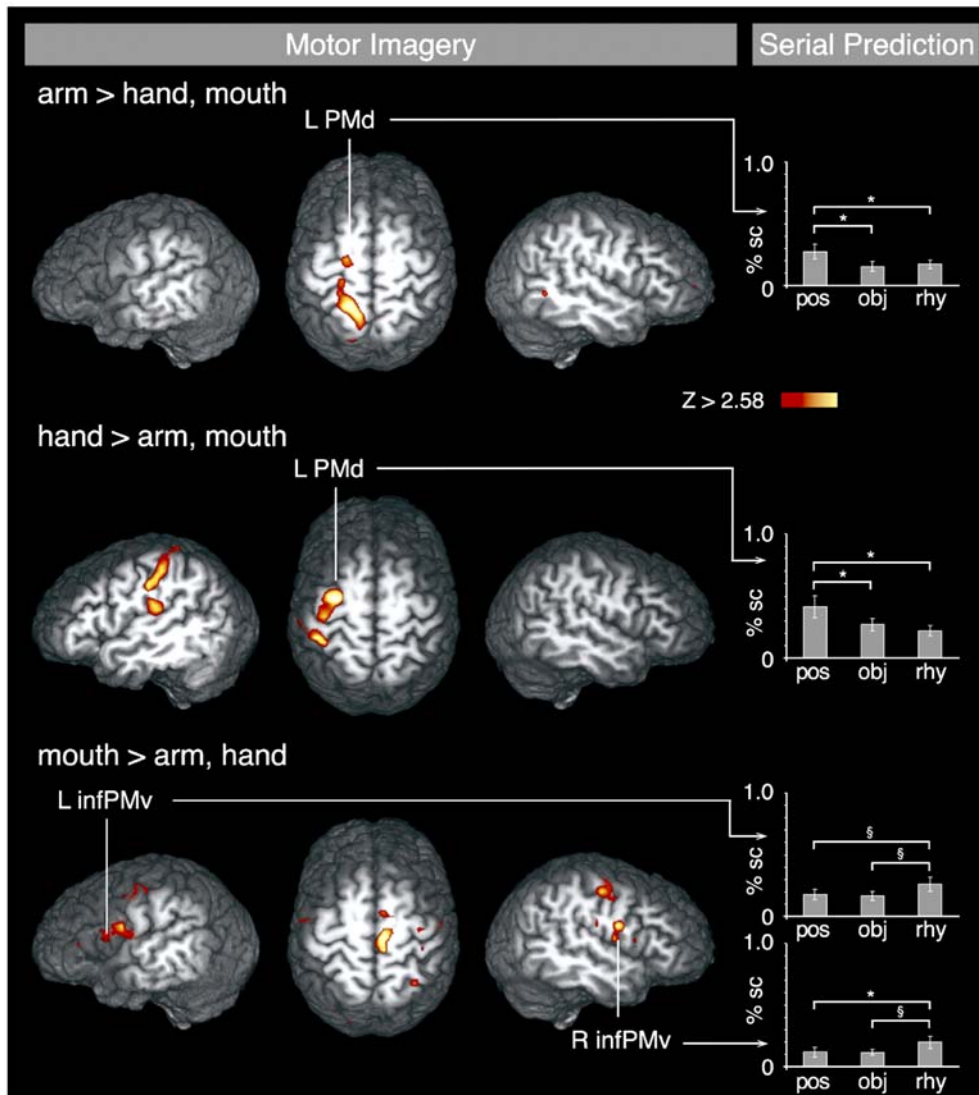 Motor Imagery
Serial Prediction
arm > hand, mouth
L PMd
1.0
% sc
0
* *
pos obj rhy
Z > 2.58
hand > arm, mouth
L PMd
1.0
% sc
0
* *
pos obj rhy
mouth > arm, hand
L infPMv
1.0
% sc
0
§ §
pos obj rhy
1.0
% sc
0
* §
R infPMv
pos obj rhy